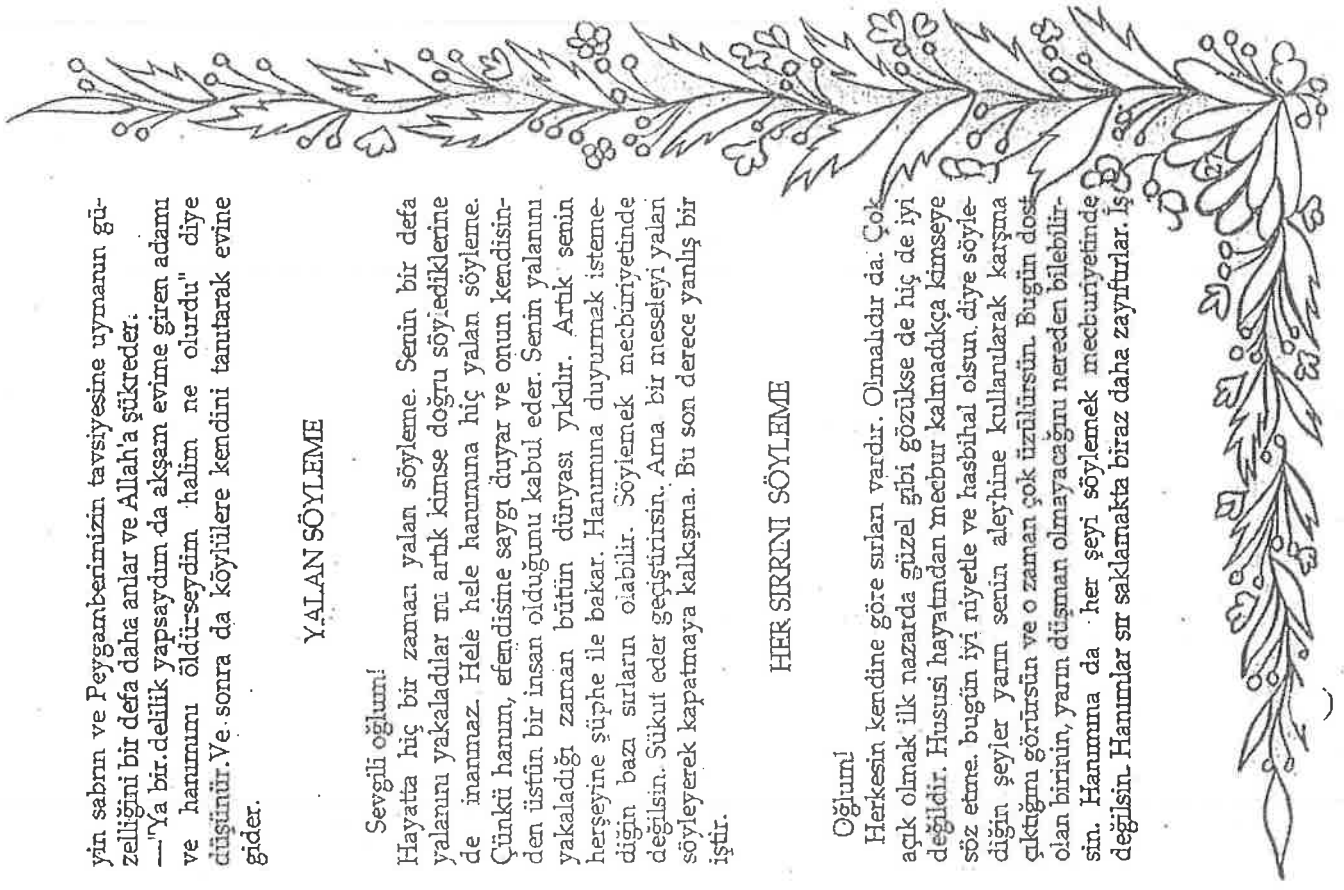 yin sabrın ve Peygamberimizin tavsiyesine uymanın gü-
zelliğini bir defa daha anlar ve Allah'a şükreder.
—"Ya bir delilik yapsaydım da akşam evime giren adamı
ve hanımımı öldürseydim halim ne olurdu" diye
düşünür. Ve sonra da köylülere kendini tanıtarak evine
gider.
YALAN SÖYLEME
Sevgili oğlum!
Hayatta hiç bir zaman yalan söyleme. Senin bir defa
yalanını yakaladılar mı artık kimse doğru söylediklerine
de inanmaz. Hele hele hanımına hiç yalan söyleme.
Çünkü hanım, efendisine saygı duyar ve onun kendisin-
den üstün bir insan olduğunu kabul eder. Senin yalanını
yakaladığı zaman bütün dünyası yıkılır. Artık senin
herşeyine şüphe ile bakar. Hanımına duyurmak isteme-
diğin bazı sırların olabilir. Söylemek mecburiyetinde
değilsin. Sükut eder geçiştirirsin. Ama bir meseleyi yalan
söyleyerek kapatmaya kalkışma. Bu son derece yanlış bir
iştir.
HER SIRRINI SÖYLEME
Oğlum!
Herkesin kendine göre sırları vardır. Olmalıdır da. Çok
açık olmak ilk nazarda güzel gibi gözükse de hiç de iyi
değildir. Hususi hayatından mecbur kalmadıkça kimseye
söz etme. bugün iyi niyetle ve hasbihal olsun diye söyle-
diğin şeyler yarın senin aleyhine kullanılarak karşına
çıktığını görürsün ve o zaman çok üzülürsün. Bugün dost
olan birinin, yarın düşman olmayacağını nereden bilebilir-
sin. Hanımına da her şeyi söylemek mecburiyetinde
değilsin. Hanımlar sır saklamakta biraz daha zayıftırlar. İş
27